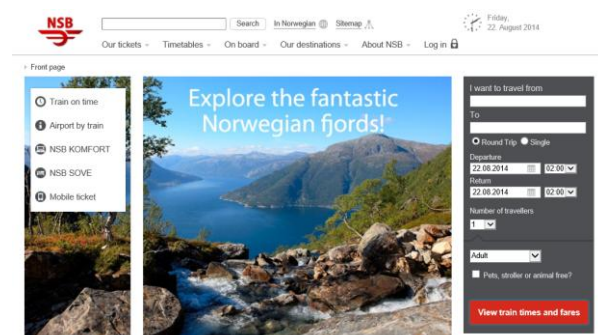 NSB
Search
In Norwegian
Sitemap
Friday,
22. August 2014
Our tickets
Timetables
On board
Our destinations
About NSB
Log in
Front page
Train on time
Airport by train
NSB KOMFORT
NSB SOVE
Mobile ticket
Explore the fantastic
Norwegian fjords!
I want to travel from
To
Round Trip
Single
Departure
22.08.2014
02:00
Return
22.08.2014
02:00
Number of travellers
1
Adult
Pets, stroller or animal free?
View train times and fares